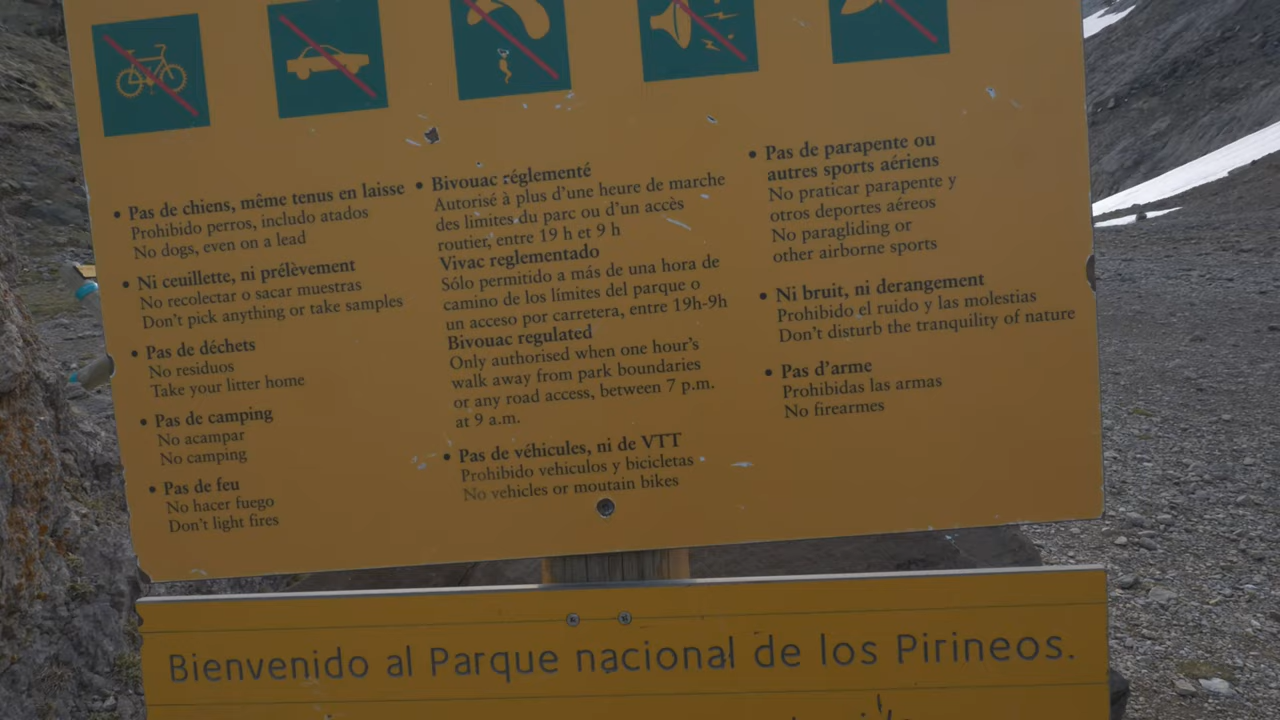 • Pas de chiens, même tenus en laisse
Prohibido perros, includo atados
No dogs, even on a lead
• Ni ceuillette, ni prélèvement
No recolectar o sacar muestras
Don't pick anything or take samples
• Pas de déchets
No residuos
Take your litter home
• Pas de camping
No acampar
No camping
• Pas de feu
No hacer fuego
Don't light fires
• Bivouac réglementé
Autorisé à plus d'une heure de marche
des limites du parc ou d'un accès
routier, entre 19 h et 9 h
Vivac reglementado
Sólo permitido a más de una hora de
camino de los límites del parque o
un acceso por carretera, entre 19h-9h
Bivouac regulated
Only authorised when one hour's
walk away from park boundaries
or any road access, between 7 p.m.
at 9 a.m.
• Pas de véhicules, ni de VTT
Prohibido vehiculos y bicicletas
No vehicles or moutain bikes
• Pas de parapente ou
autres sports aériens
No praticar parapente y
otros deportes aéreos
No paragliding or
other airborne sports
• Ni bruit, ni derangement
Prohibido el ruido y las molestias
Don't disturb the tranquility of nature
• Pas d'arme
Prohibidas las armas
No firearmes
Bienvenido al Parque nacional de los Pirineos.